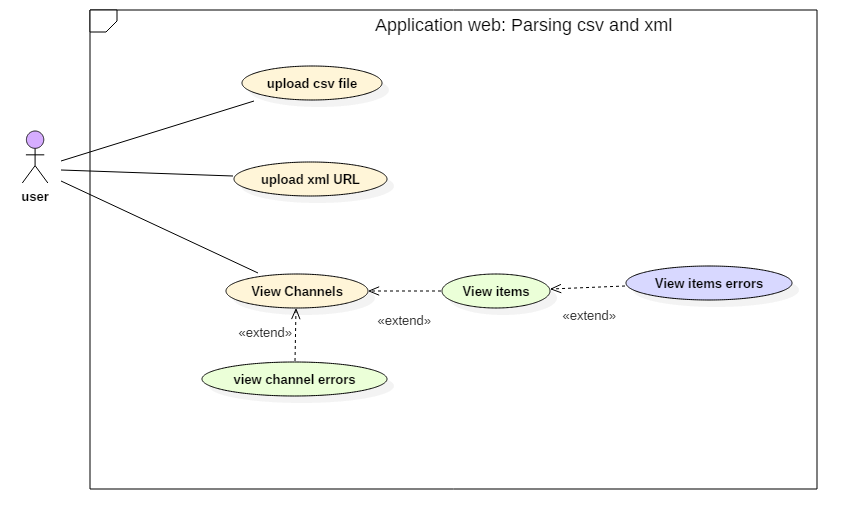 Application web: Parsing csv and xml
upload csv file
upload xml URL
user
View Channels
View items
View items errors
«extend»
«extend»
«extend»
view channel errors